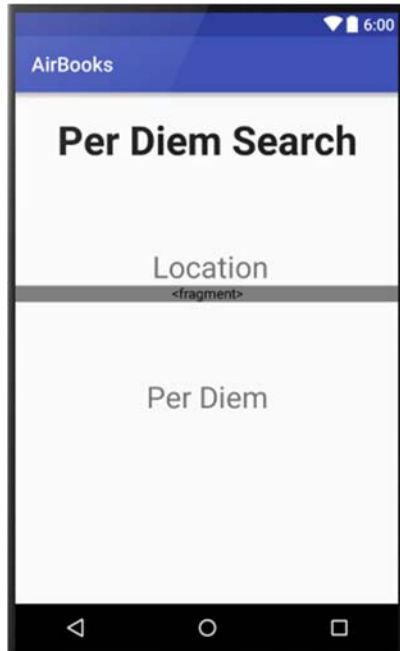 6:00
AirBooks
Per Diem Search
Location
<fragment>
Per Diem